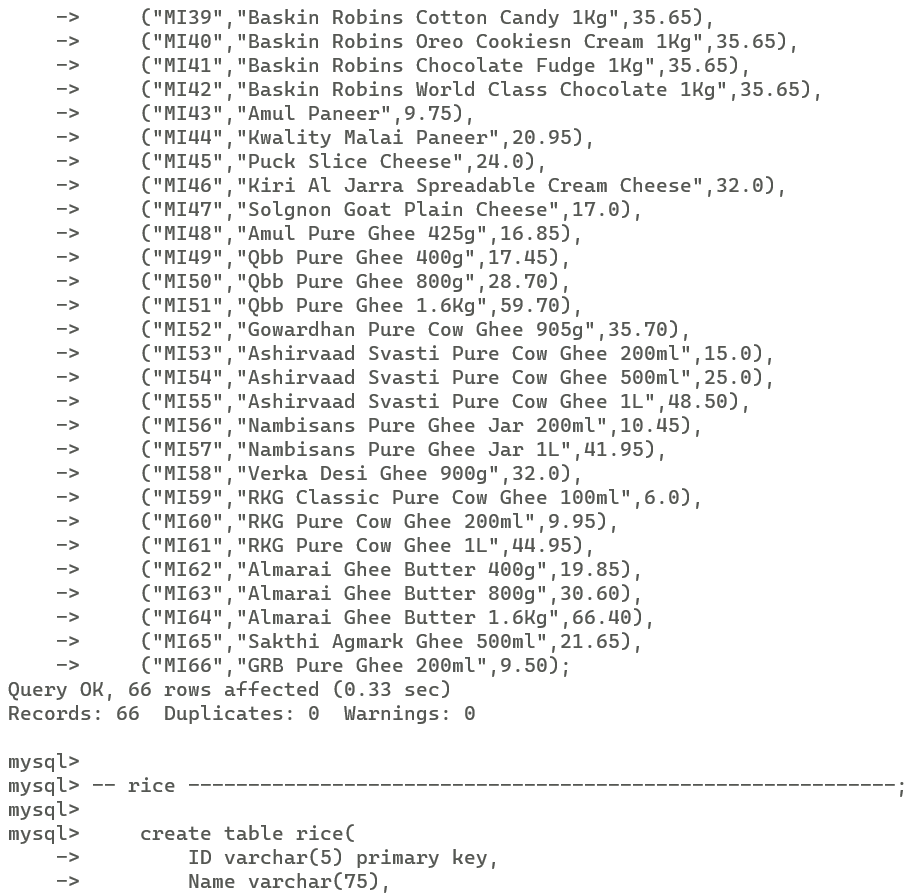 ->     ("MI39","Baskin Robins Cotton Candy 1Kg",35.65),
    ->     ("MI40","Baskin Robins Oreo Cookiesn Cream 1Kg",35.65),
    ->     ("MI41","Baskin Robins Chocolate Fudge 1Kg",35.65),
    ->     ("MI42","Baskin Robins World Class Chocolate 1Kg",35.65),
    ->     ("MI43","Amul Paneer",9.75),
    ->     ("MI44","Kwality Malai Paneer",20.95),
    ->     ("MI45","Puck Slice Cheese",24.0),
    ->     ("MI46","Kiri Al Jarra Spreadable Cream Cheese",32.0),
    ->     ("MI47","Solgnon Goat Plain Cheese",17.0),
    ->     ("MI48","Amul Pure Ghee 425g",16.85),
    ->     ("MI49","Qbb Pure Ghee 400g",17.45),
    ->     ("MI50","Qbb Pure Ghee 800g",28.70),
    ->     ("MI51","Qbb Pure Ghee 1.6Kg",59.70),
    ->     ("MI52","Gowardhan Pure Cow Ghee 905g",35.70),
    ->     ("MI53","Ashirvaad Svasti Pure Cow Ghee 200ml",15.0),
    ->     ("MI54","Ashirvaad Svasti Pure Cow Ghee 500ml",25.0),
    ->     ("MI55","Ashirvaad Svasti Pure Cow Ghee 1L",48.50),
    ->     ("MI56","Nambisans Pure Ghee Jar 200ml",10.45),
    ->     ("MI57","Nambisans Pure Ghee Jar 1L",41.95),
    ->     ("MI58","Verka Desi Ghee 900g",32.0),
    ->     ("MI59","RKG Classic Pure Cow Ghee 100ml",6.0),
    ->     ("MI60","RKG Pure Cow Ghee 200ml",9.95),
    ->     ("MI61","RKG Pure Cow Ghee 1L",44.95),
    ->     ("MI62","Almarai Ghee Butter 400g",19.85),
    ->     ("MI63","Almarai Ghee Butter 800g",30.60),
    ->     ("MI64","Almarai Ghee Butter 1.6Kg",66.40),
    ->     ("MI65","Sakthi Agmark Ghee 500ml",21.65),
    ->     ("MI66","GRB Pure Ghee 200ml",9.50);
Query OK, 66 rows affected (0.33 sec)
Records: 66  Duplicates: 0  Warnings: 0

mysql>
mysql> -- rice -----------------------------------------------------------;
mysql>
mysql>     create table rice(
    ->         ID varchar(5) primary key,
    ->         Name varchar(75),